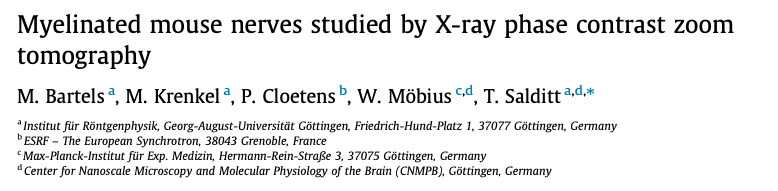 Myelinated mouse nerves studied by X-ray phase contrast zoom
tomography
M. Bartels a, M. Krenkel a, P. Cloetens b, W. Möbius c,d, T. Salditt a,d,*
a Institut für Röntgenphysik, Georg-August-Universität Göttingen, Friedrich-Hund-Platz 1, 37077 Göttingen, Germany
b ESRF – The European Synchrotron, 38043 Grenoble, France
c Max-Planck-Institut für Exp. Medizin, Hermann-Rein-Straße 3, 37075 Göttingen, Germany
d Center for Nanoscale Microscopy and Molecular Physiology of the Brain (CNMPB), Göttingen, Germany